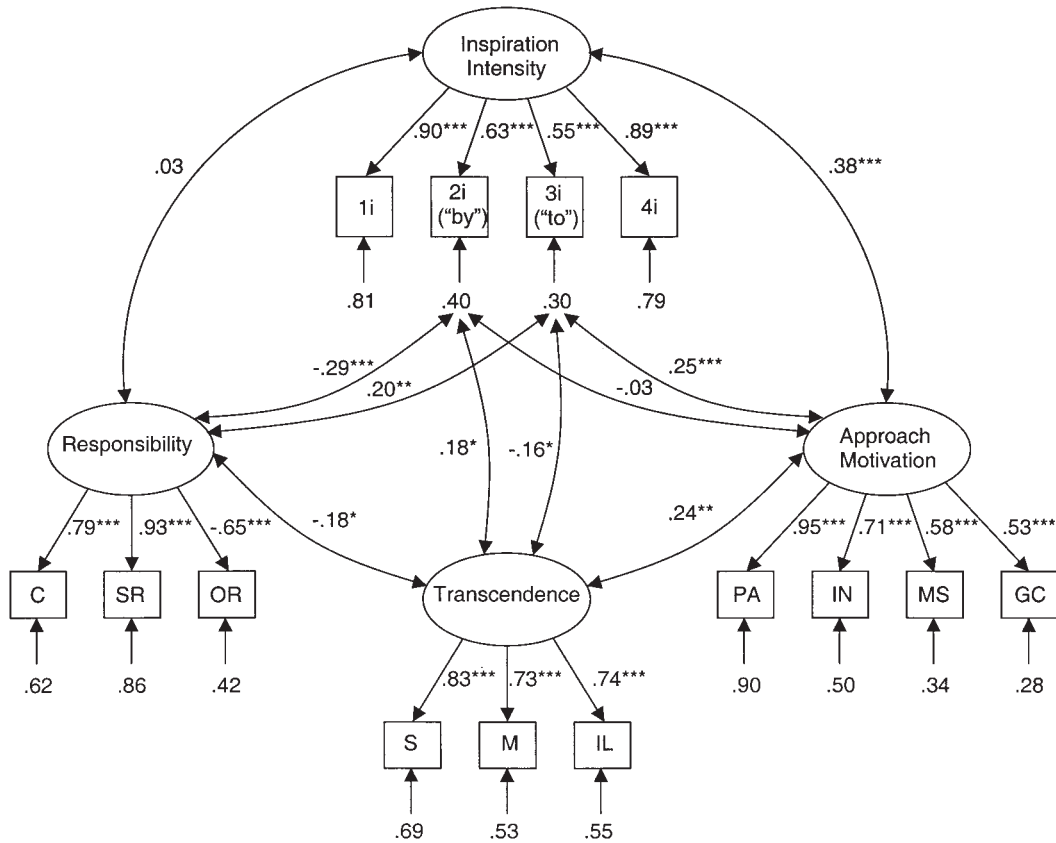 Inspiration
Intensity
.90*** .63*** .55*** .89***
.03
.38***
1i
2i
("by")
3i
("to")
4i
.81 .40 .30 .79
-.29***
.20**
.25***
-.03
Responsibility
Approach
Motivation
.18* -.16*
-.18*
.24**
.79*** .93*** -.65***
.95*** .71*** .58*** .53***
C SR OR
Transcendence
PA IN MS GC
.62 .86 .42
.90 .50 .34 .28
.83*** .73*** .74***
S M IL
.69 .53 .55